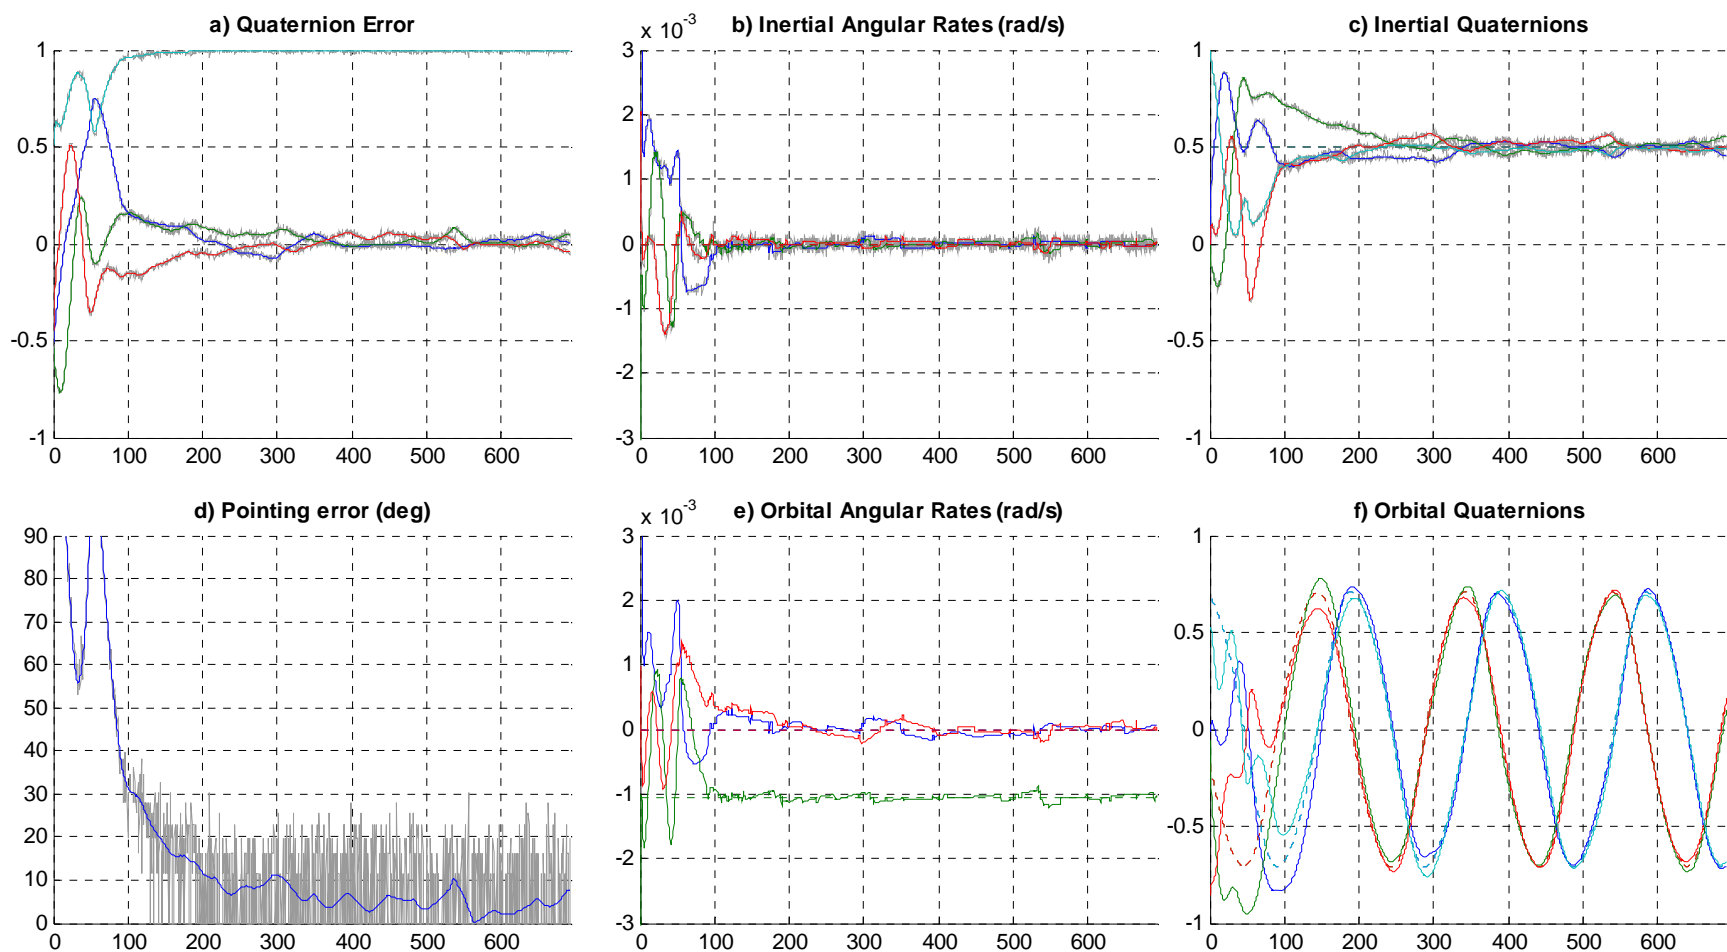 a) Quaternion Error
1
0.5
0
-0.5
-1
0 100 200 300 400 500 600
b) Inertial Angular Rates (rad/s)
x 10-3
3
2
1
0
-1
-2
-3
0 100 200 300 400 500 600
c) Inertial Quaternions
1
0.5
0
-0.5
-1
0 100 200 300 400 500 600
d) Pointing error (deg)
90
80
70
60
50
40
30
20
10
0
0 100 200 300 400 500 600
e) Orbital Angular Rates (rad/s)
x 10-3
3
2
1
0
-1
-2
-3
0 100 200 300 400 500 600
f) Orbital Quaternions
1
0.5
0
-0.5
-1
0 100 200 300 400 500 600